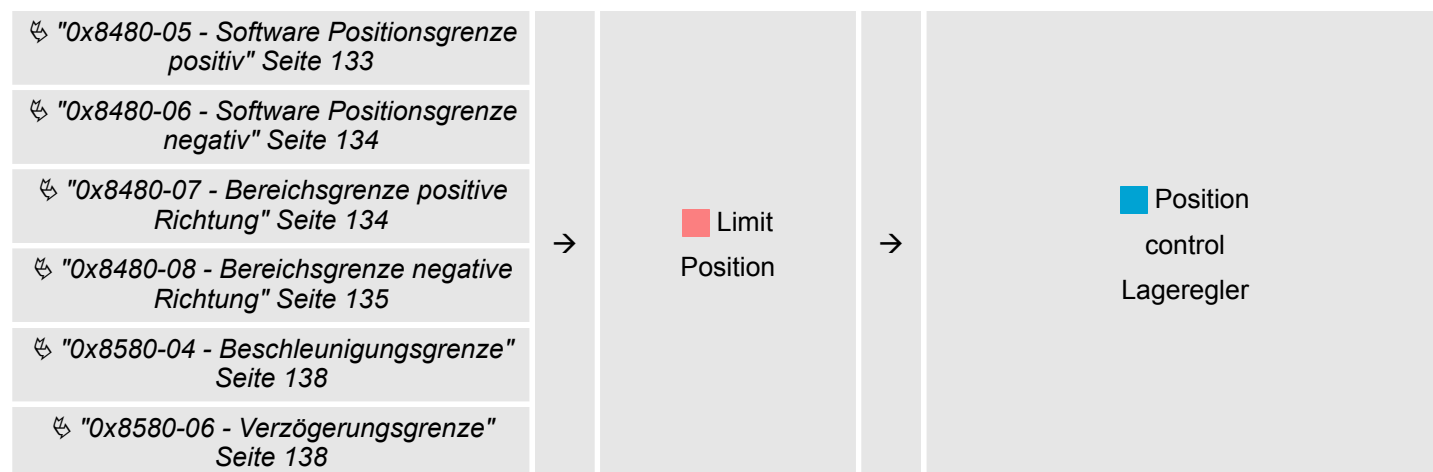 ↳ "0x8480-05 - Software Positionsgrenze
positiv" Seite 133
↳ "0x8480-06 - Software Positionsgrenze
negativ" Seite 134
↳ "0x8480-07 - Bereichsgrenze positive
Richtung" Seite 134
↳ "0x8480-08 - Bereichsgrenze negative
Richtung" Seite 135
↳ "0x8580-04 - Beschleunigungsgrenze"
Seite 138
↳ "0x8580-06 - Verzögerungsgrenze"
Seite 138
→
Limit
Position
→
Position
control
Lageregler